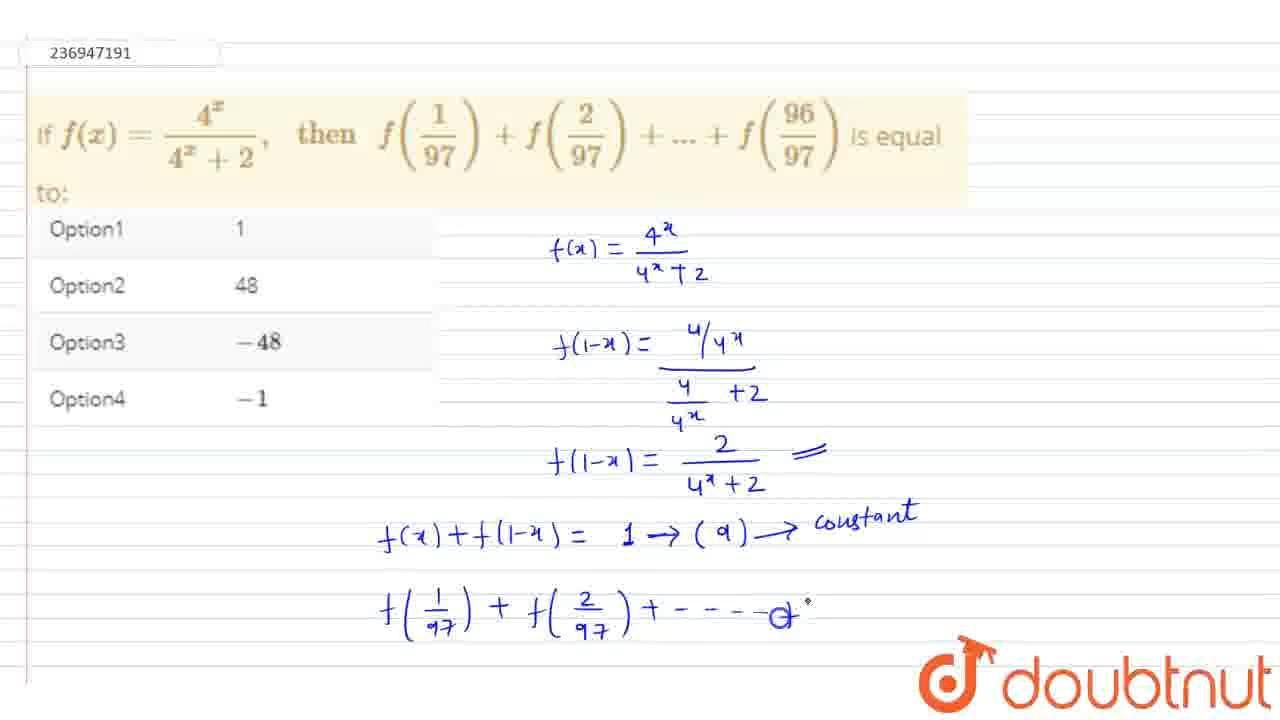 236947191
If f(x) = 4^x / (4^x + 2), then f(1/97) + f(2/97) + ... + f(96/97) is equal
to:
Option1 1
Option2 48
Option3 −48
Option4 −1
f(x) = 4^x / (4^x + 2)
f(1-x) = (4/4^x) / (4/4^x + 2)
f(1-x) = 2 / (4^x + 2)
f(x) + f(1-x) = 1 → (a) → constant
f(1/97) + f(2/97) + - - - -
doubtnut